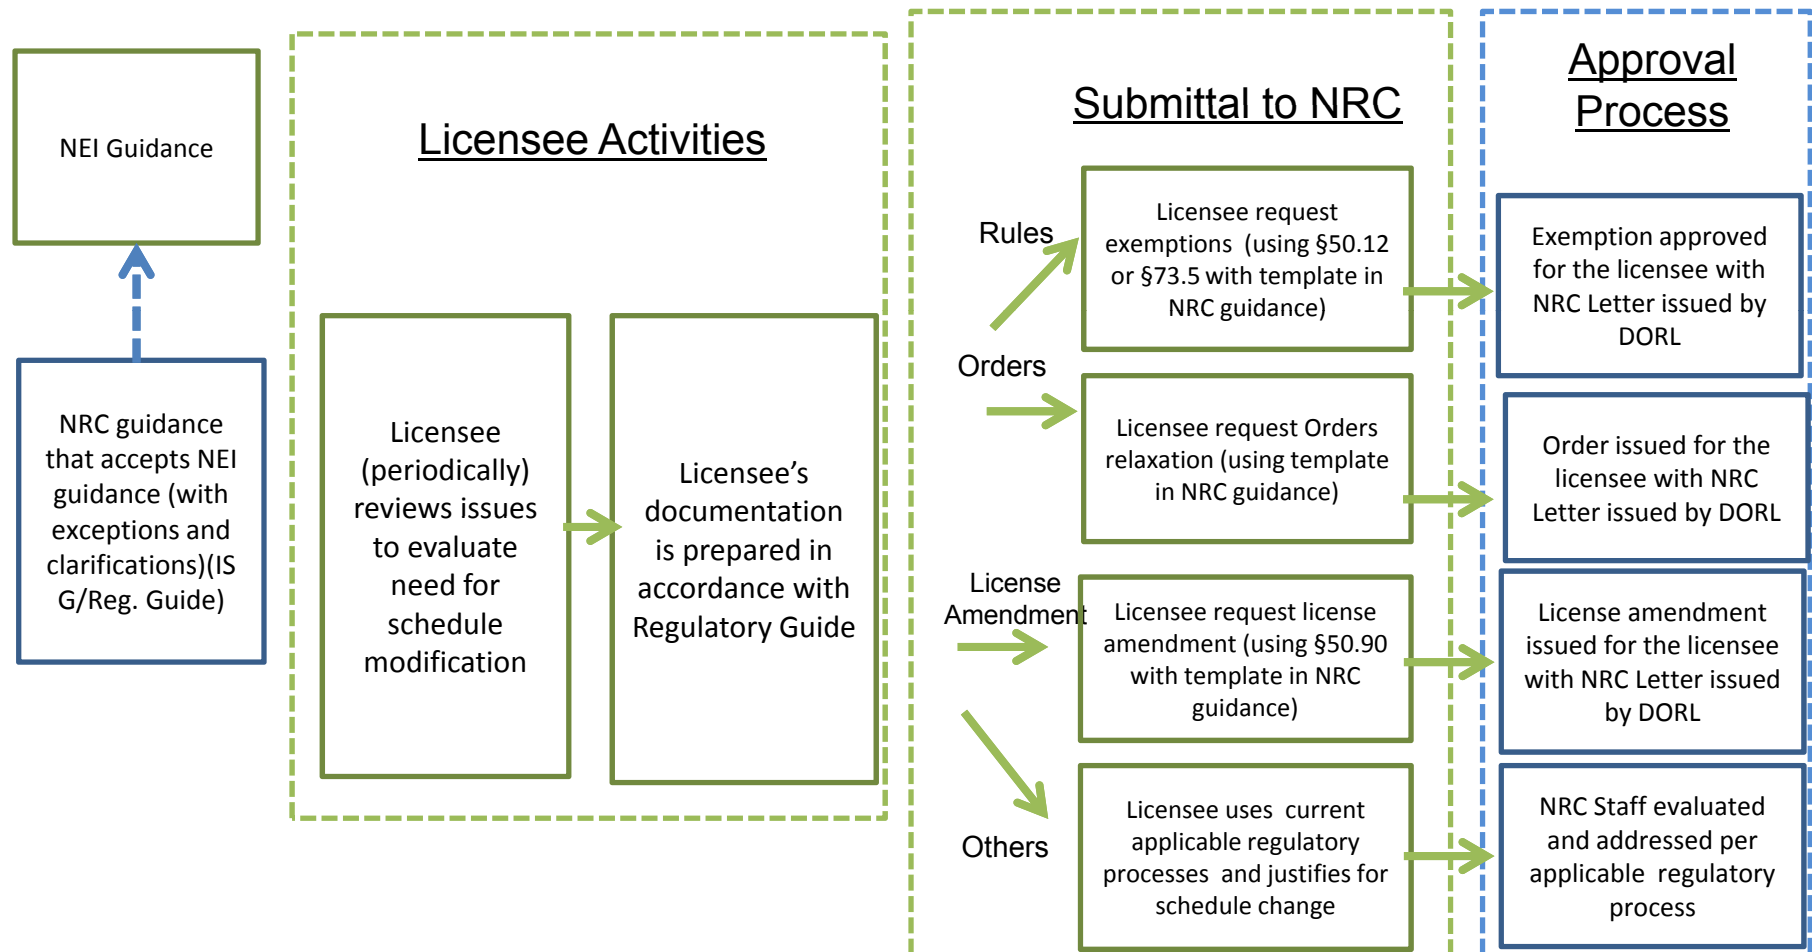 NEI Guidance
NRC guidance
that accepts NEI
guidance (with
exceptions and
clarifications)(IS
G/Reg. Guide)
Licensee Activities
Licensee
(periodically)
reviews issues
to evaluate
need for
schedule
modification
Licensee’s
documentation
is prepared in
accordance with
Regulatory Guide
Submittal to NRC
Rules
Licensee request
exemptions (using §50.12
or §73.5 with template in
NRC guidance)
Orders
Licensee request Orders
relaxation (using template
in NRC guidance)
License
Amendment
Licensee request license
amendment (using §50.90
with template in NRC
guidance)
Others
Licensee uses current
applicable regulatory
processes and justifies for
schedule change
Approval
Process
Exemption approved
for the licensee with
NRC Letter issued by
DORL
Order issued for the
licensee with NRC
Letter issued by DORL
License amendment
issued for the licensee
with NRC Letter issued
by DORL
NRC Staff evaluated
and addressed per
applicable regulatory
process